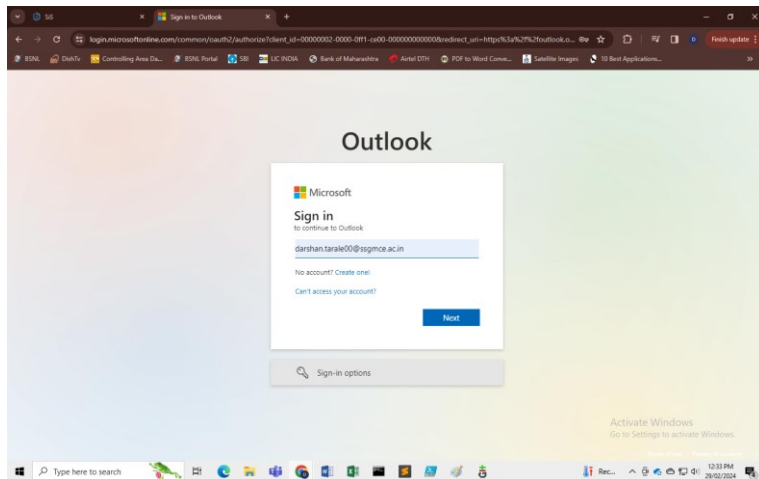 SiS
Sign in to Outlook
login.microsoftonline.com/common/oauth2/authorize?client_id=00000002-0000-0ff1-ce00-000000000000&redirect_uri=https%3a%2f%2foutlook.o...
Finish update
BSNL DishTv Controlling Area Da... BSNL Portal SBI LIC INDIA Bank of Maharashtra Airtel DTH PDF to Word Conve... Satellite Images 10 Best Applications...
Outlook
Microsoft
Sign in
to continue to Outlook
darshan.tarale00@ssgmce.ac.in
No account? Create one!
Can't access your account?
Next
Sign-in options
Activate Windows
Go to Settings to activate Windows.
Type here to search
Rec...
12:33 PM
29/02/2024